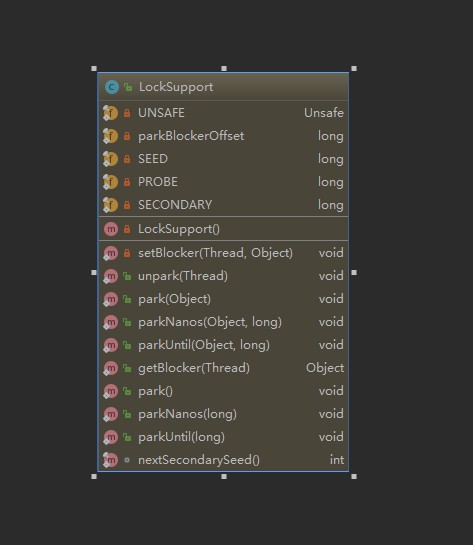 C LockSupport
f UNSAFE Unsafe
f parkBlockerOffset long
f SEED long
f PROBE long
f SECONDARY long
m LockSupport()
m setBlocker(Thread, Object) void
m unpark(Thread) void
m park(Object) void
m parkNanos(Object, long) void
m parkUntil(Object, long) void
m getBlocker(Thread) Object
m park() void
m parkNanos(long) void
m parkUntil(long) void
m nextSecondarySeed() int